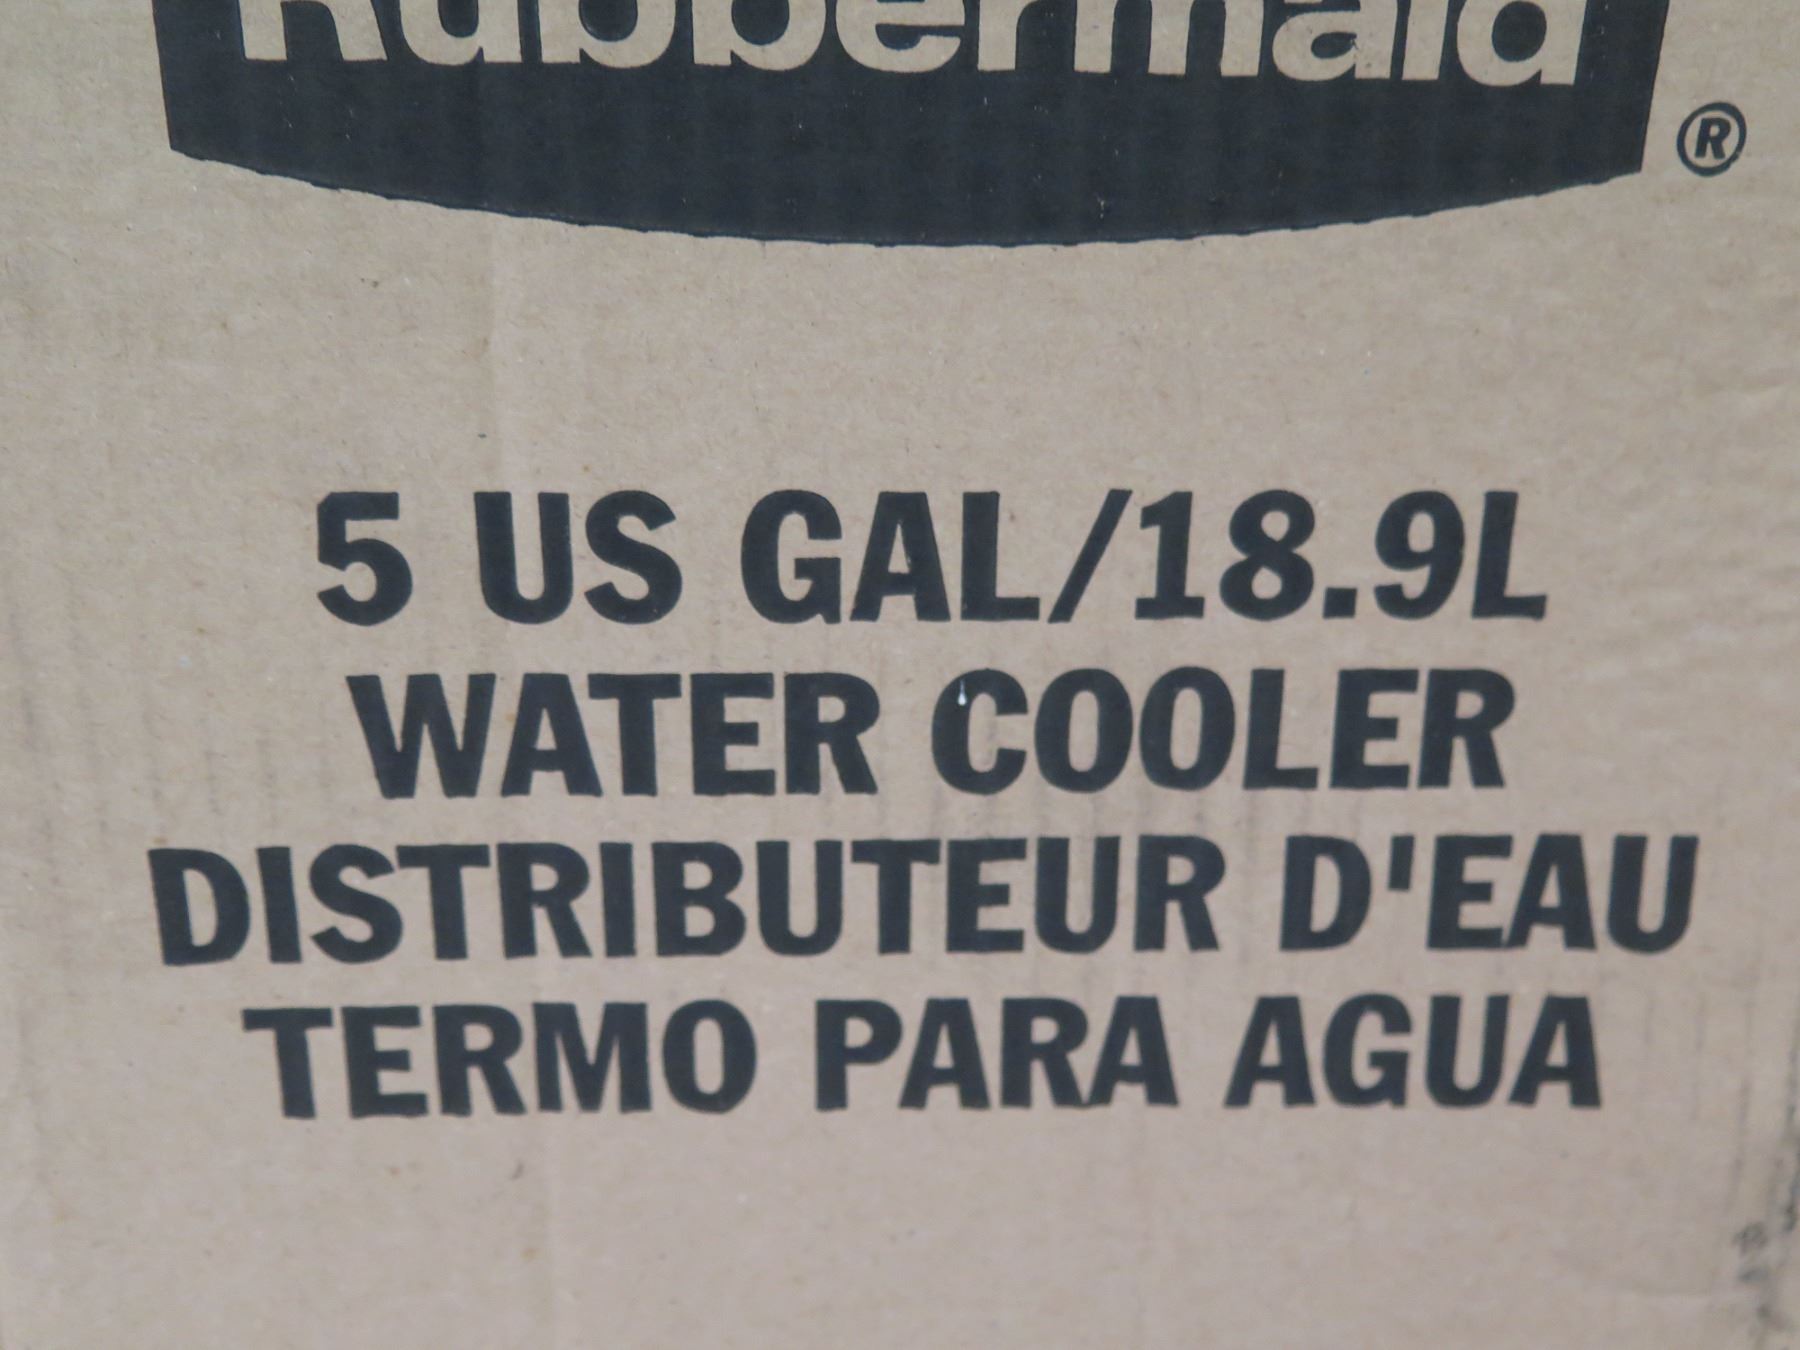 Rubbermaid ®
5 US GAL/18.9L
WATER COOLER
DISTRIBUTEUR D'EAU
TERMO PARA AGUA